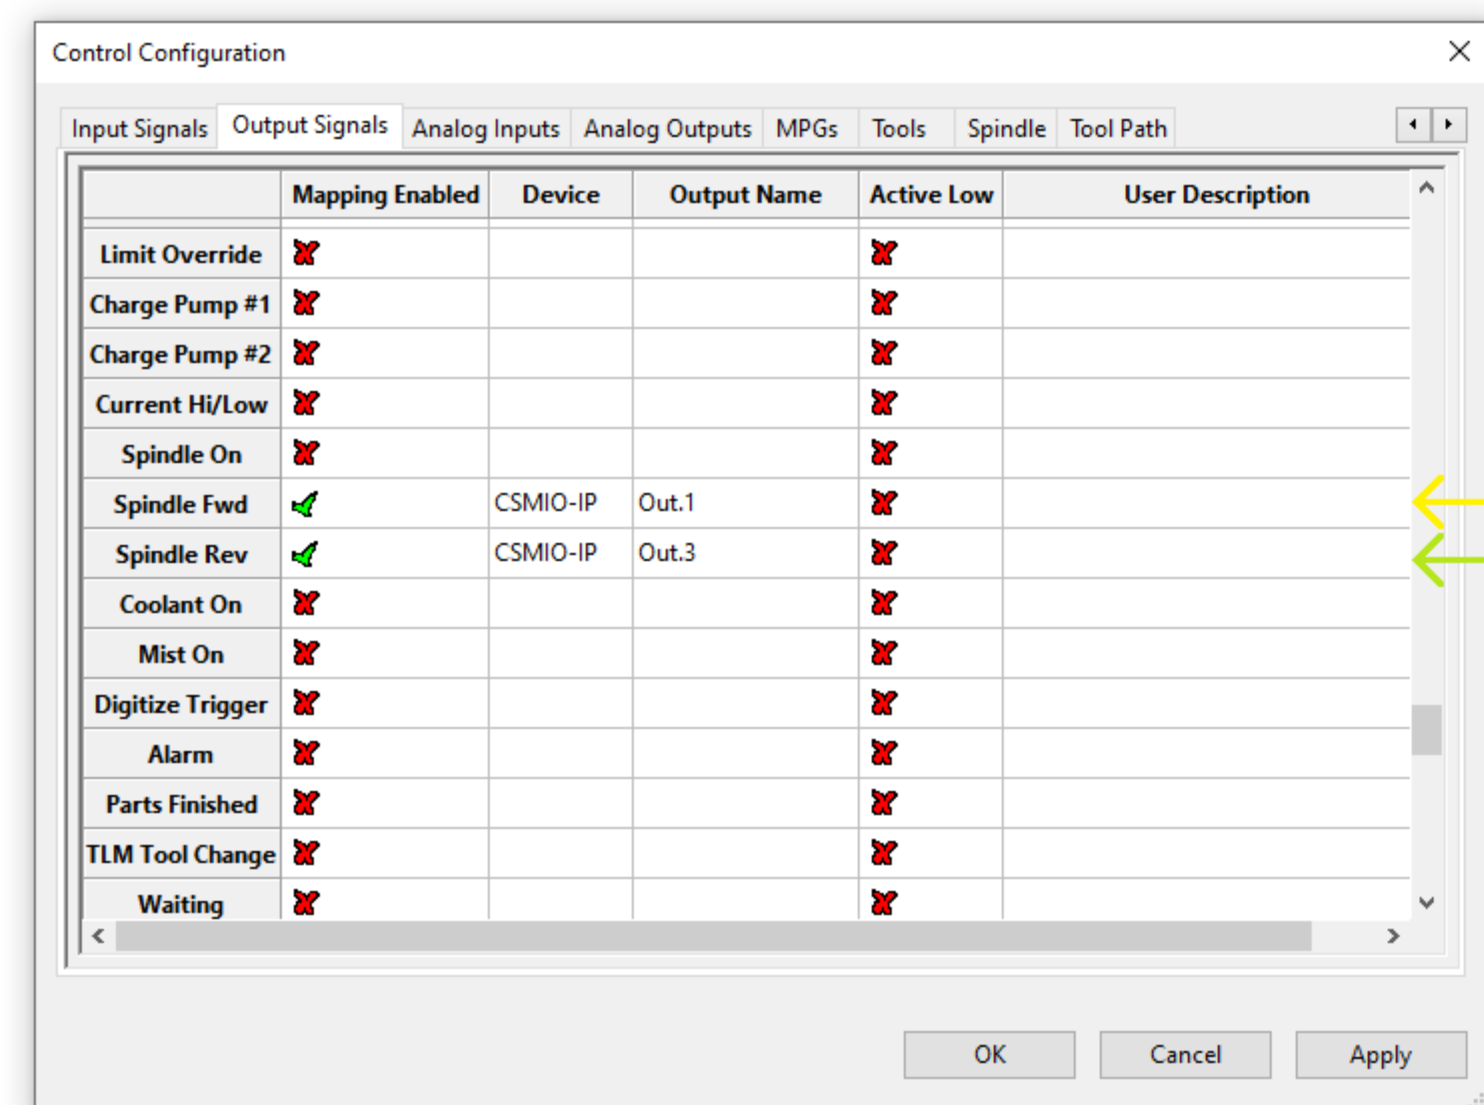 Control Configuration
Input Signals Output Signals Analog Inputs Analog Outputs MPGs Tools Spindle Tool Path
Mapping Enabled Device Output Name Active Low User Description
Limit Override
Charge Pump #1
Charge Pump #2
Current Hi/Low
Spindle On
Spindle Fwd CSMIO-IP Out.1
Spindle Rev CSMIO-IP Out.3
Coolant On
Mist On
Digitize Trigger
Alarm
Parts Finished
TLM Tool Change
Waiting
OK Cancel Apply